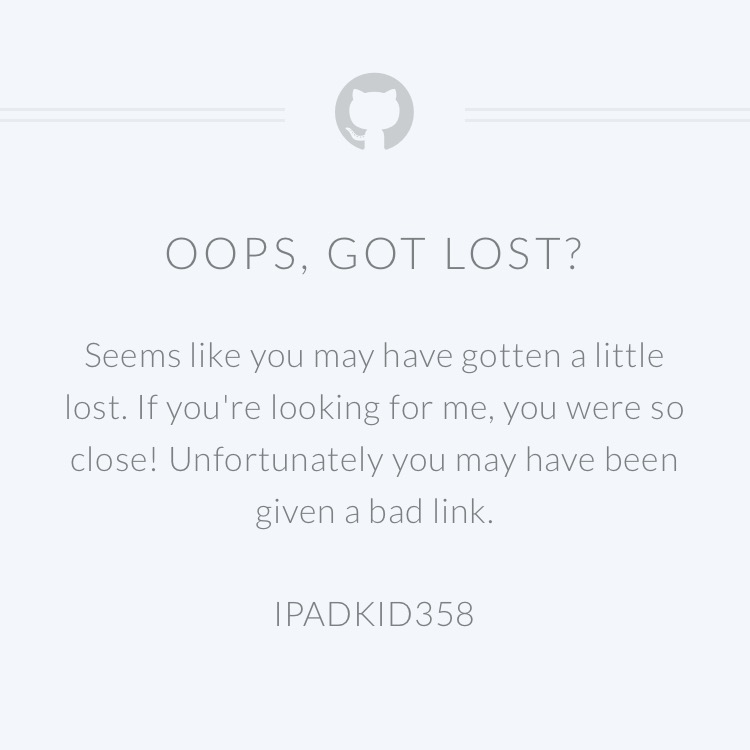 OOPS, GOT LOST?
Seems like you may have gotten a little
lost. If you're looking for me, you were so
close! Unfortunately you may have been
given a bad link.
IPADKID358